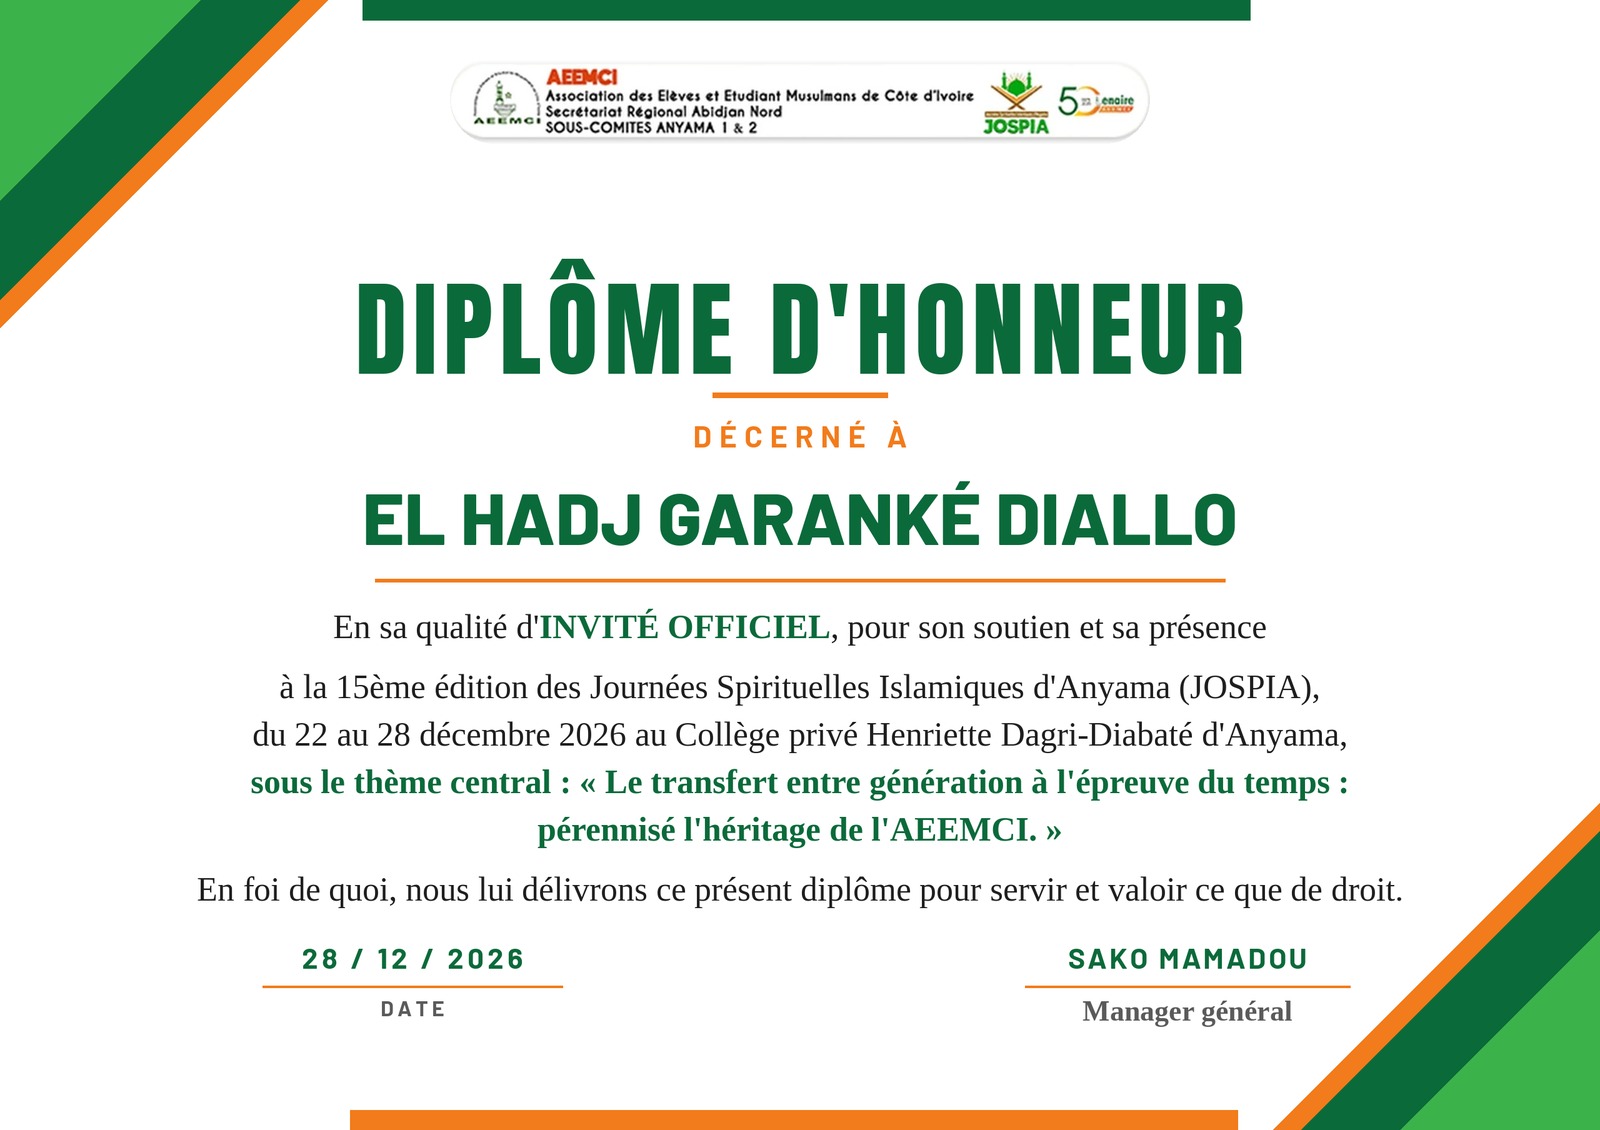 AEEMCI
Association des Elèves et Etudiant Musulmans de Côte d'Ivoire
Secrétariat Régional Abidjan Nord
SOUS-COMITES ANYAMA 1 & 2
AEEMCI
JOSPIA
50 enaire
DIPLÔME D'HONNEUR
DÉCERNÉ À
EL HADJ GARANKÉ DIALLO
En sa qualité d'INVITÉ OFFICIEL, pour son soutien et sa présence
à la 15ème édition des Journées Spirituelles Islamiques d'Anyama (JOSPIA),
du 22 au 28 décembre 2026 au Collège privé Henriette Dagri-Diabaté d'Anyama,
sous le thème central : « Le transfert entre génération à l'épreuve du temps :
pérennisé l'héritage de l'AEEMCI. »
En foi de quoi, nous lui délivrons ce présent diplôme pour servir et valoir ce que de droit.
28 / 12 / 2026
DATE
SAKO MAMADOU
Manager général